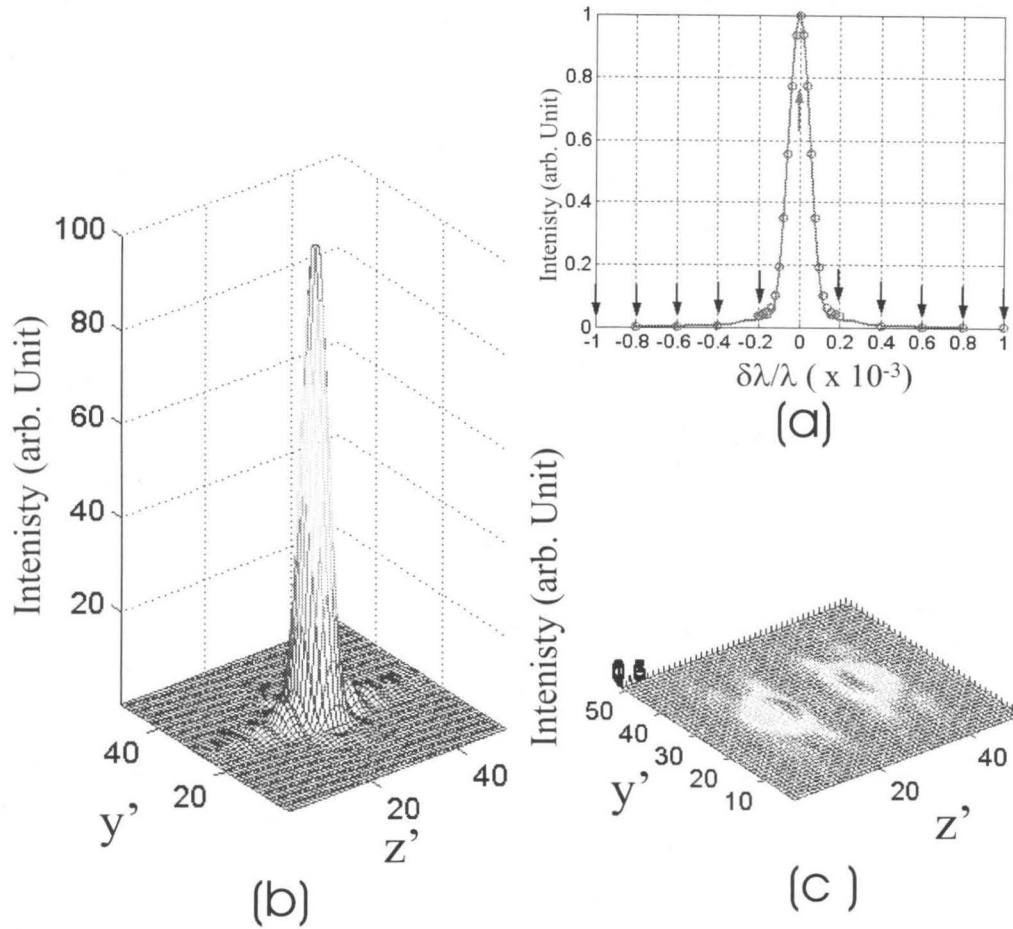 Intenisty (arb. Unit)
1
0.8
0.6
0.4
0.2
0
-1 -0.8 -0.6 -0.4 -0.2 0 0.2 0.4 0.6 0.8 1
δλ/λ ( x 10-3)
(a)
Intenisty (arb. Unit)
100
80
60
40
20
40
20
y’
20
40
z’
(b)
Intenisty (arb. Unit)
50
40
30
20
10
y’
20
40
z’
(c )